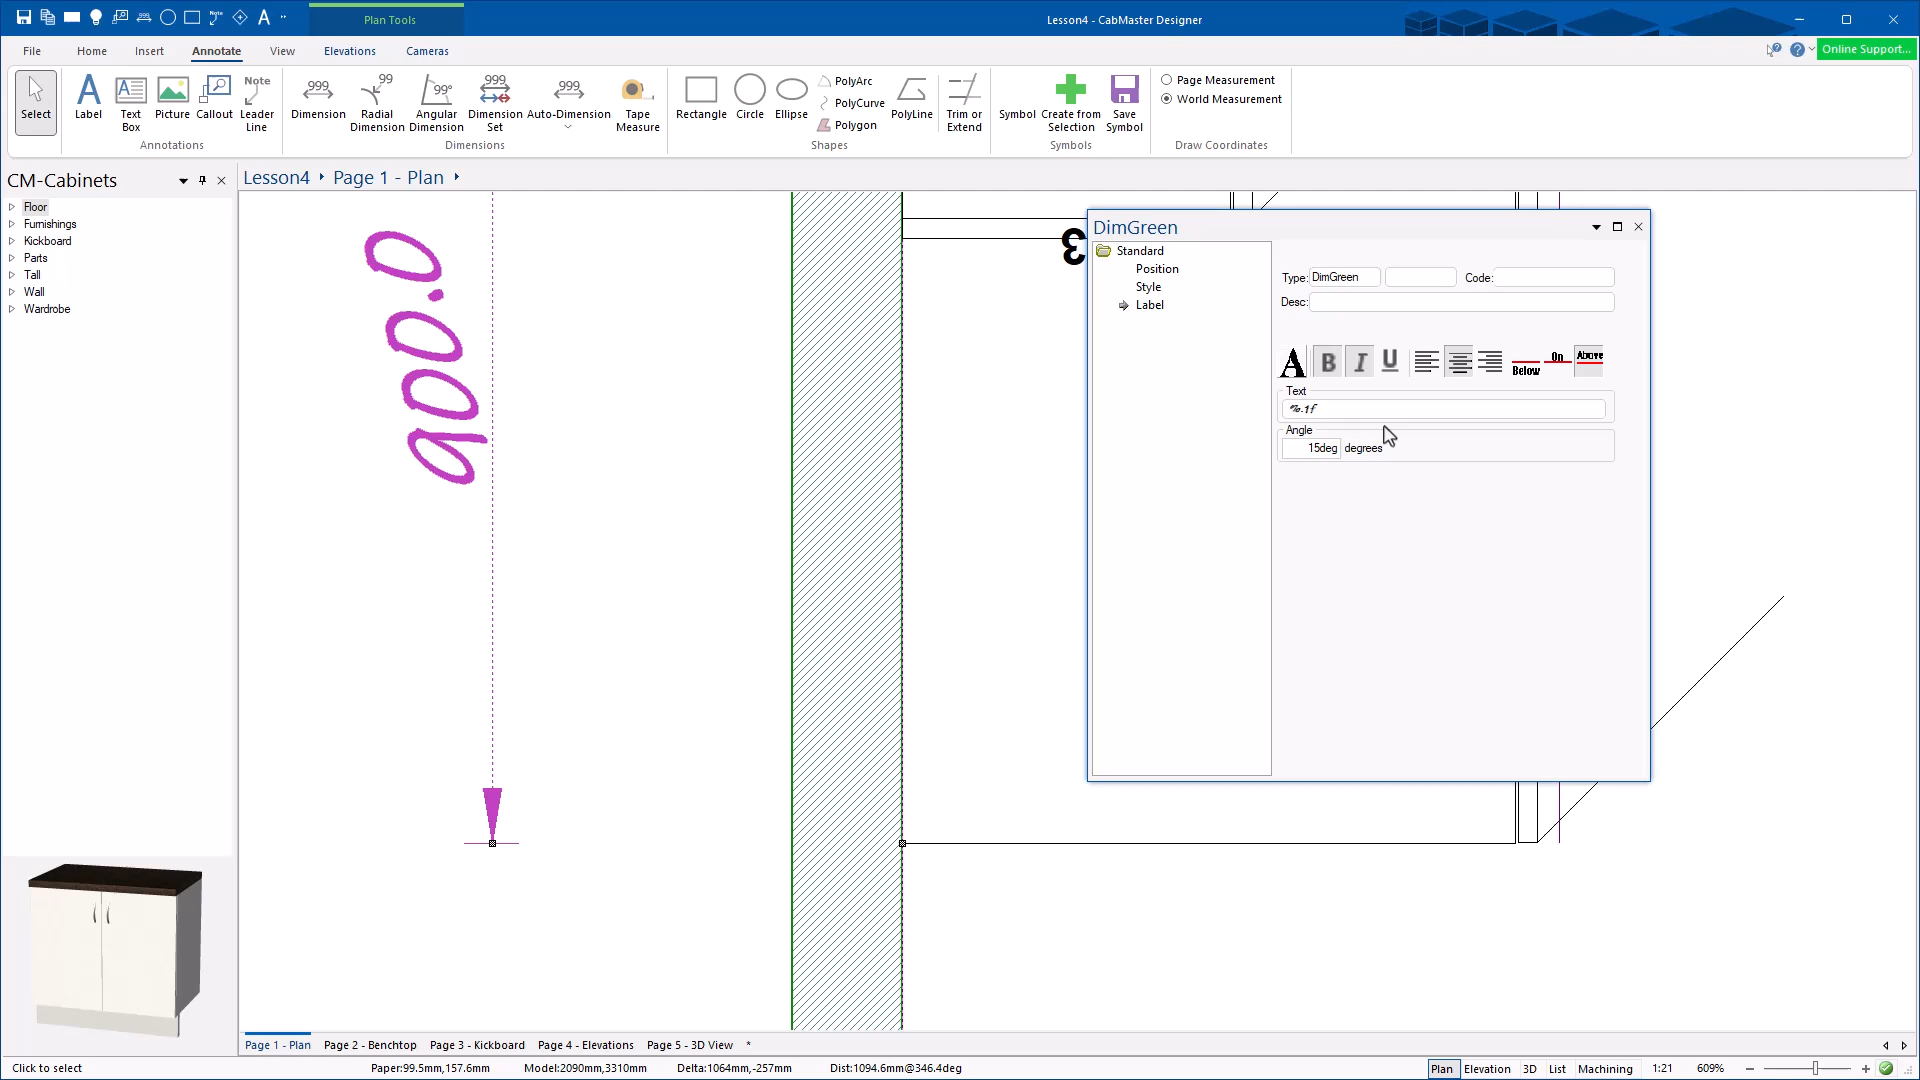 Plan Tools
Lesson4 - CabMaster Designer
File Home Insert Annotate View Elevations Cameras
Online Support...
Select
Label
Text Box
Picture
Callout
Note
Leader Line
Annotations
999
Dimension
99
Radial Dimension
99°
Angular Dimension
999
Dimension Set
999
Auto-Dimension
Tape Measure
Dimensions
Rectangle
Circle
Ellipse
PolyArc
PolyCurve
Polygon
PolyLine
Trim or Extend
Shapes
Symbol
Create from Selection
Save Symbol
Symbols
Page Measurement
World Measurement
Draw Coordinates
CM-Cabinets
Floor
Furnishings
Kickboard
Parts
Tall
Wall
Wardrobe
Lesson4 Page 1 - Plan
900.0
3
DimGreen
Standard
Position
Style
Label
Type: DimGreen Code:
Desc:
A B I U Below On Above
Text
%.1f
Angle
15deg degrees
Page 1 - Plan Page 2 - Benchtop Page 3 - Kickboard Page 4 - Elevations Page 5 - 3D View *
Click to select Paper:99.5mm,157.6mm Model:2090mm,3310mm Delta:1064mm,-257mm Dist:1094.6mm@346.4deg Plan Elevation 3D List Machining 1:21 609%